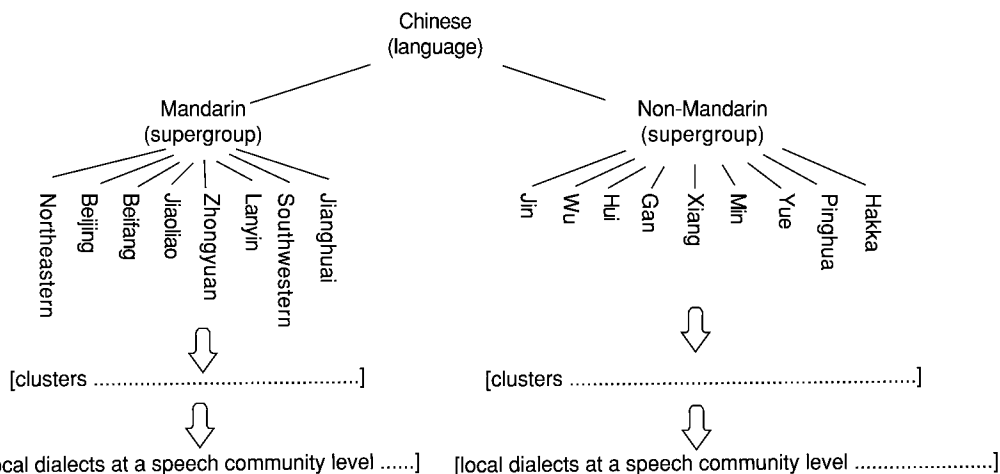 Chinese
(language)
Mandarin
(supergroup)
Non-Mandarin
(supergroup)
Northeastern
Beijing
Beifang
Jiaoliao
Zhongyuan
Lanyin
Southwestern
Jianghuai
Jin
Wu
Hui
Gan
Xiang
Min
Yue
Pinghua
Hakka
[clusters ..........................................]
[clusters .....................................................]
ocal dialects at a speech community level ......]
[local dialects at a speech community level ......................]